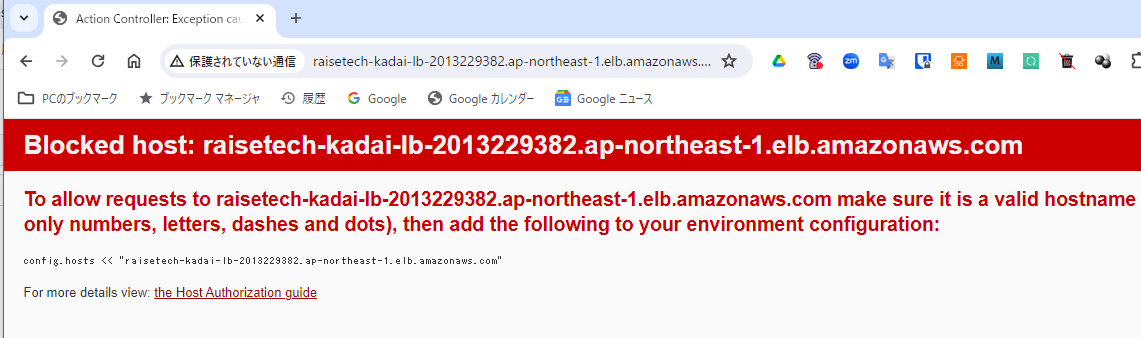 Action Controller: Exception cau
保護されていない通信
raisetech-kadai-lb-2013229382.ap-northeast-1.elb.amazonaws....
PCのブックマーク
ブックマーク マネージャ
履歴
Google
Google カレンダー
Google ニュース
Blocked host: raisetech-kadai-lb-2013229382.ap-northeast-1.elb.amazonaws.com
To allow requests to raisetech-kadai-lb-2013229382.ap-northeast-1.elb.amazonaws.com make sure it is a valid hostname
only numbers, letters, dashes and dots), then add the following to your environment configuration:
config.hosts << "raisetech-kadai-lb-2013229382.ap-northeast-1.elb.amazonaws.com"
For more details view: the Host Authorization guide